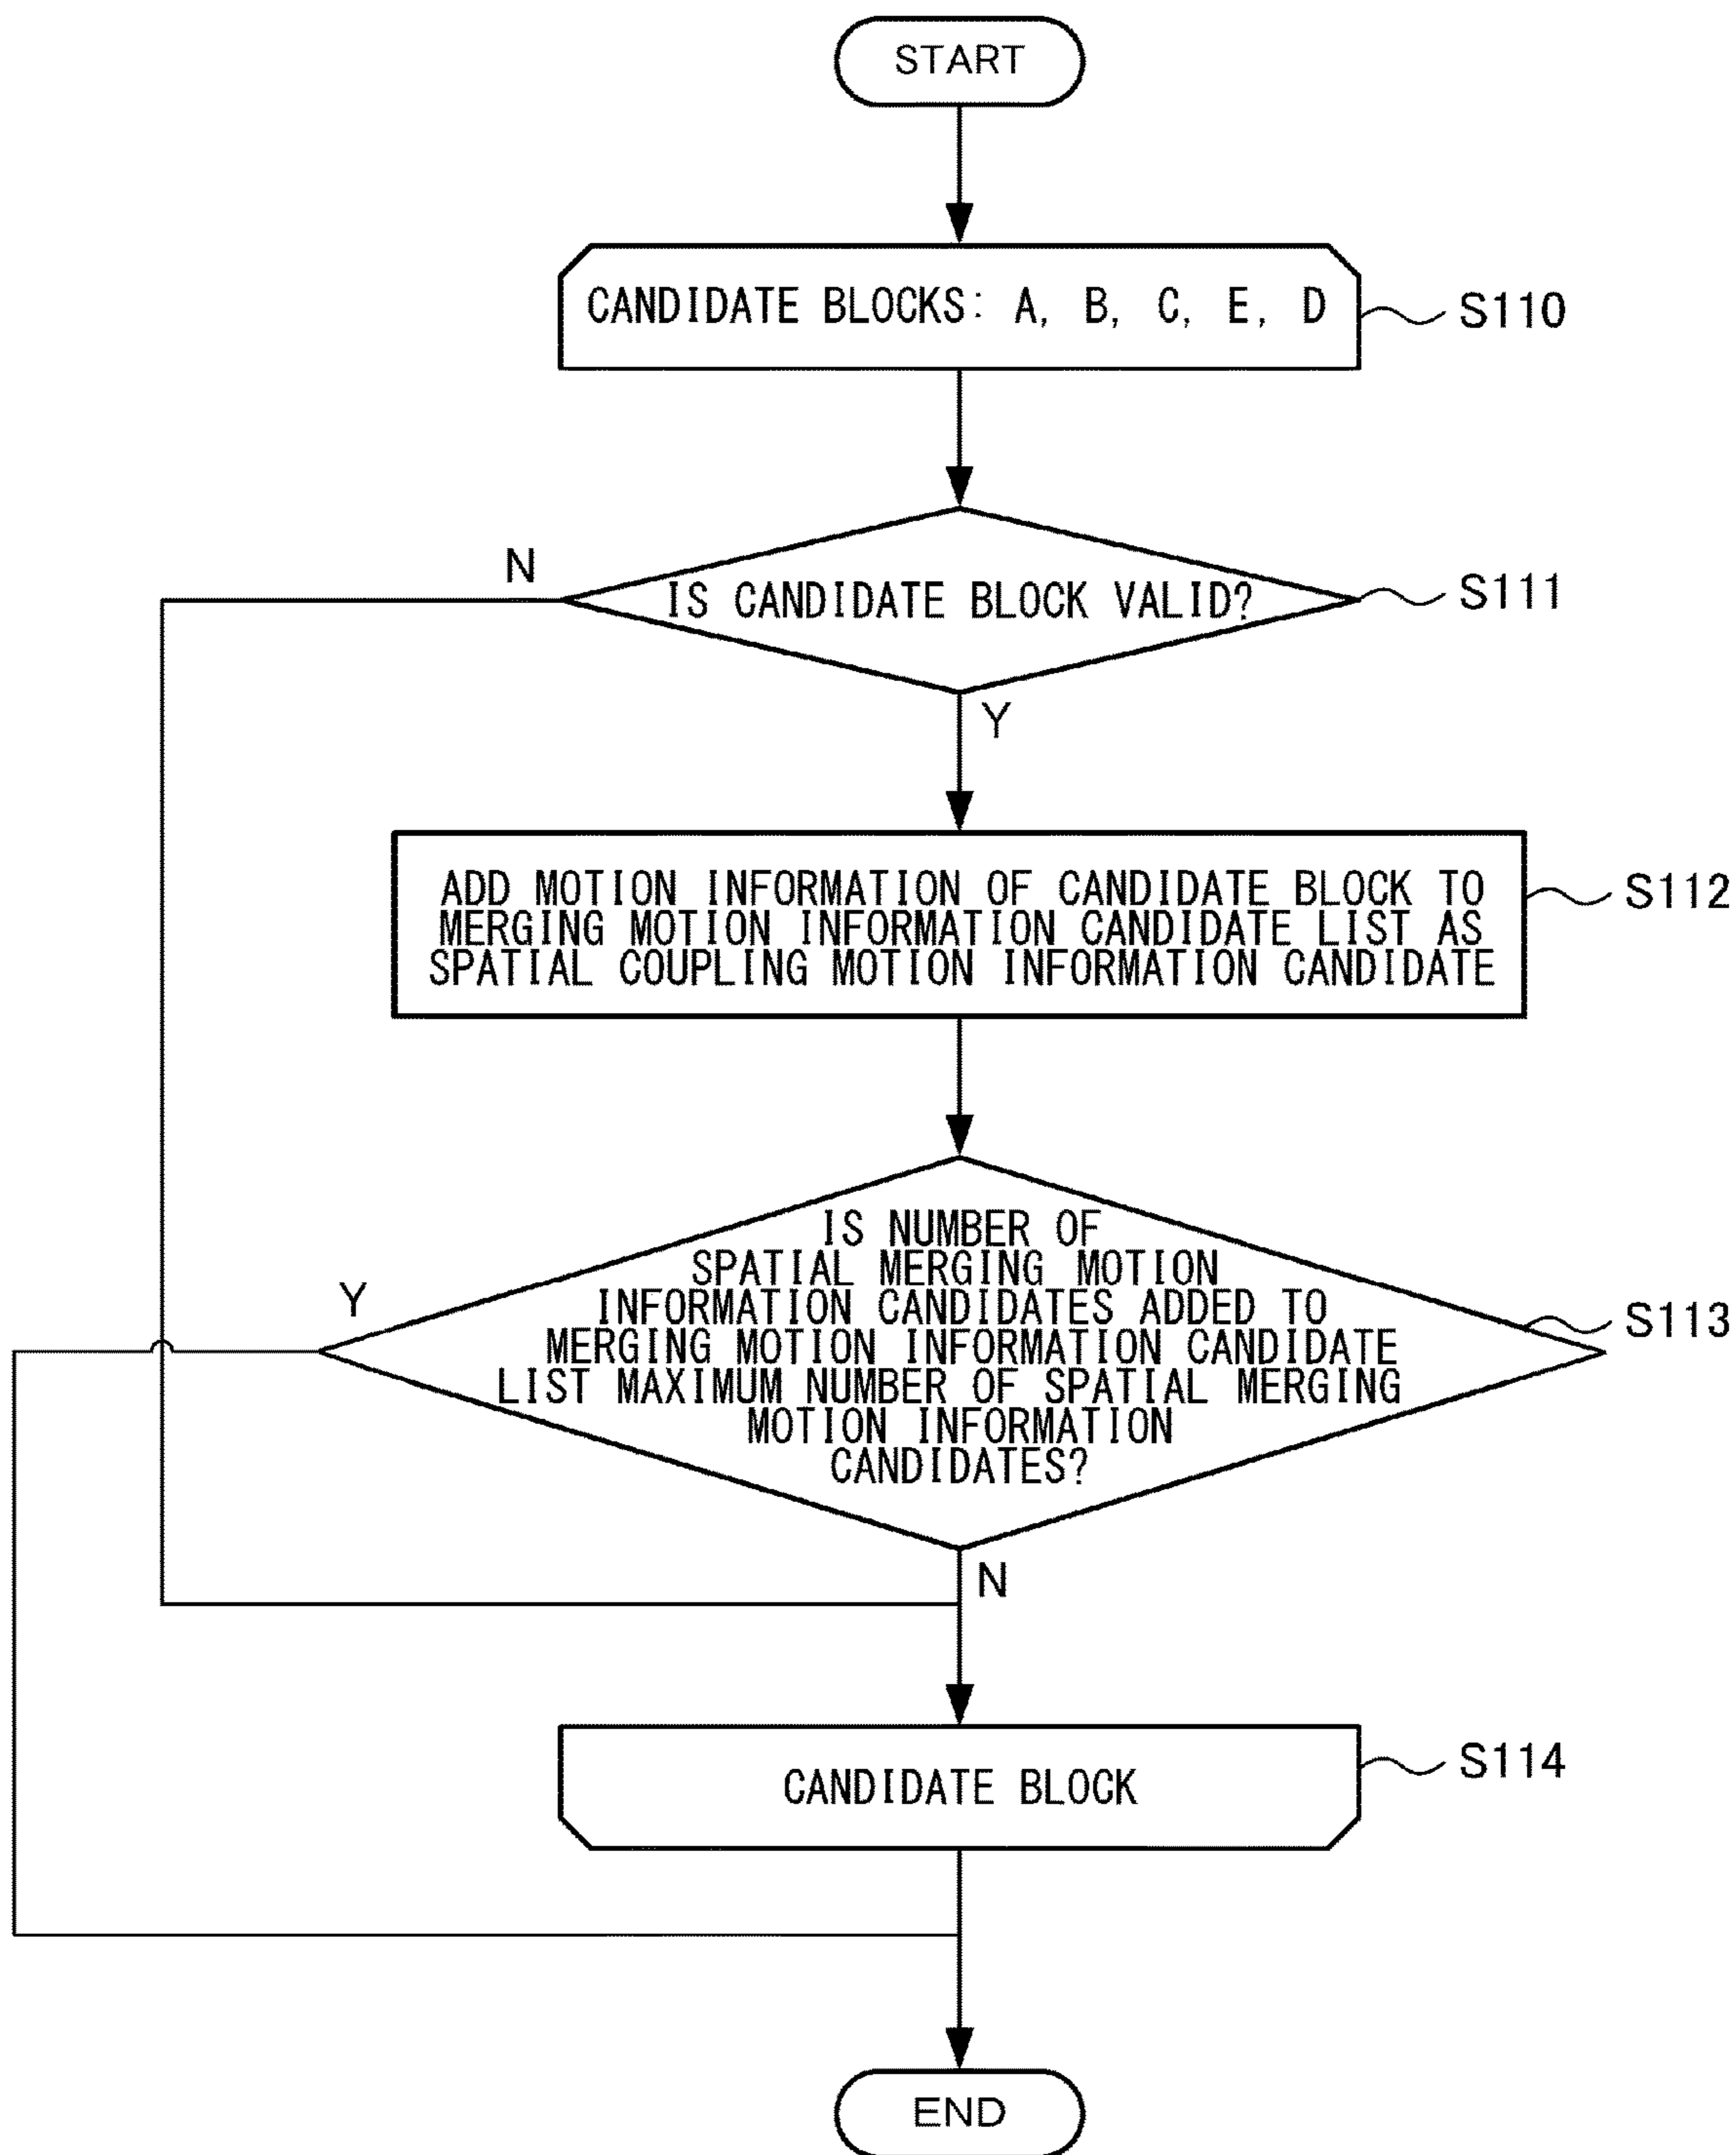 START
CANDIDATE BLOCKS: A, B, C, E, D
S110
N
IS CANDIDATE BLOCK VALID?
S111
Y
ADD MOTION INFORMATION OF CANDIDATE BLOCK TO
MERGING MOTION INFORMATION CANDIDATE LIST AS
SPATIAL COUPLING MOTION INFORMATION CANDIDATE
S112
Y
IS NUMBER OF
SPATIAL MERGING MOTION
INFORMATION CANDIDATES ADDED TO
MERGING MOTION INFORMATION CANDIDATE
LIST MAXIMUM NUMBER OF SPATIAL MERGING
MOTION INFORMATION
CANDIDATES?
S113
N
CANDIDATE BLOCK
S114
END